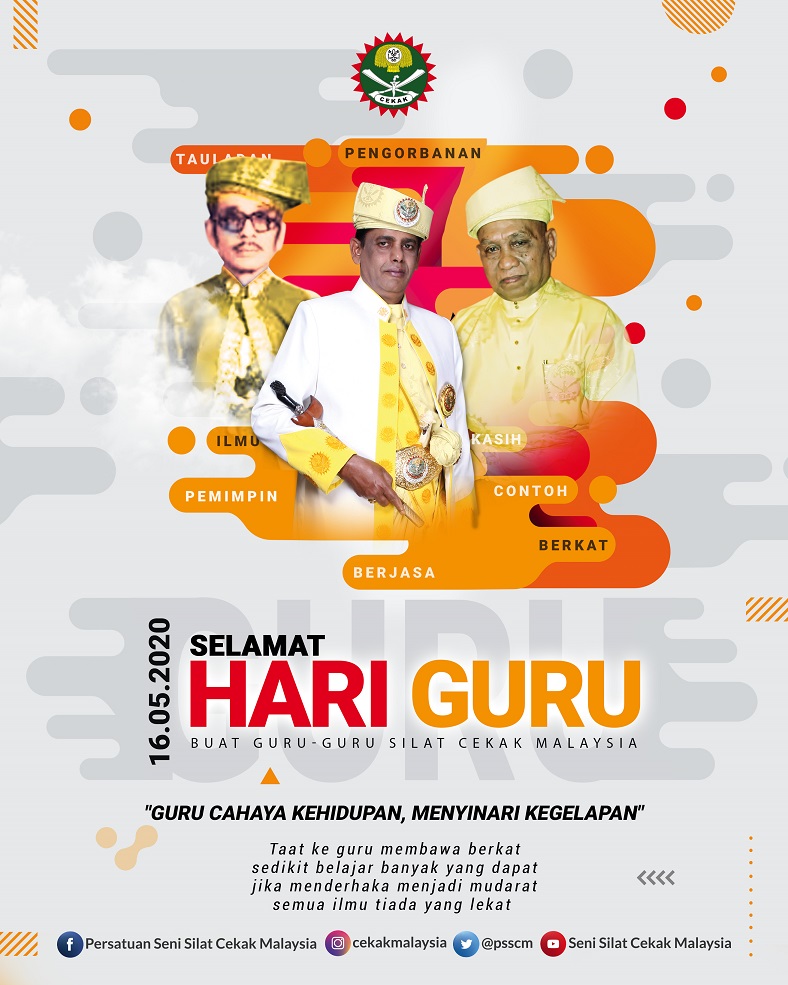 CEKAK
TAULADAN
PENGORBANAN
ILMU
KASIH
PEMIMPIN
CONTOH
BERKAT
BERJASA
GURU
16.05.2020
SELAMAT
HARI GURU
BUAT GURU-GURU SILAT CEKAK MALAYSIA
"GURU CAHAYA KEHIDUPAN, MENYINARI KEGELAPAN"
Taat ke guru membawa berkat
sedikit belajar banyak yang dapat
jika menderhaka menjadi mudarat
semua ilmu tiada yang lekat
Persatuan Seni Silat Cekak Malaysia cekakmalaysia @psscm Seni Silat Cekak Malaysia